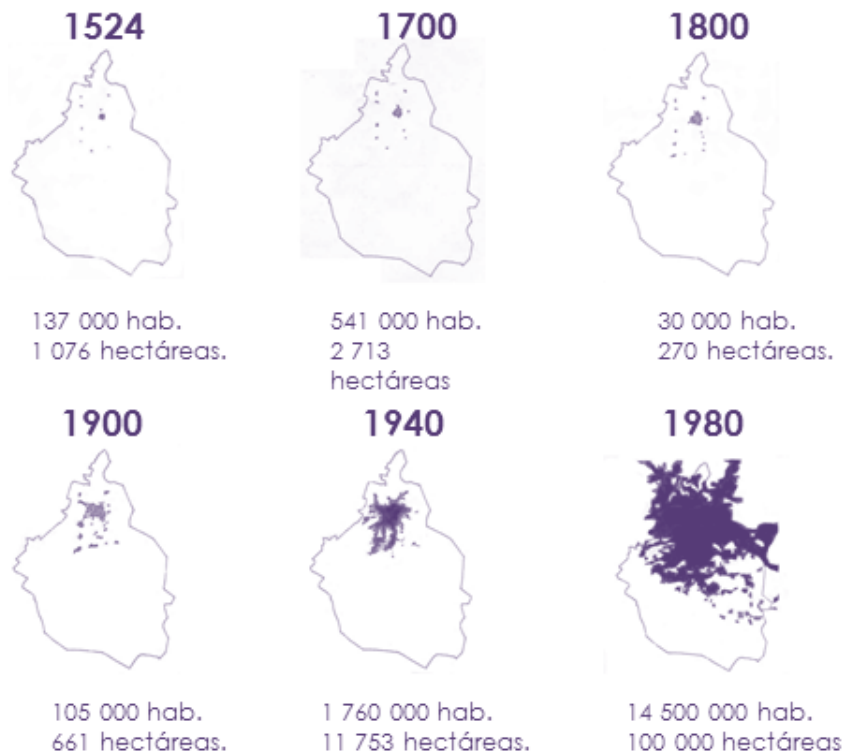 1524
1700
1800
137 000 hab.
1 076 hectáreas.
541 000 hab.
2 713
hectáreas
30 000 hab.
270 hectáreas.
1900
1940
1980
105 000 hab.
661 hectáreas.
1 760 000 hab.
11 753 hectáreas.
14 500 000 hab.
100 000 hectáreas